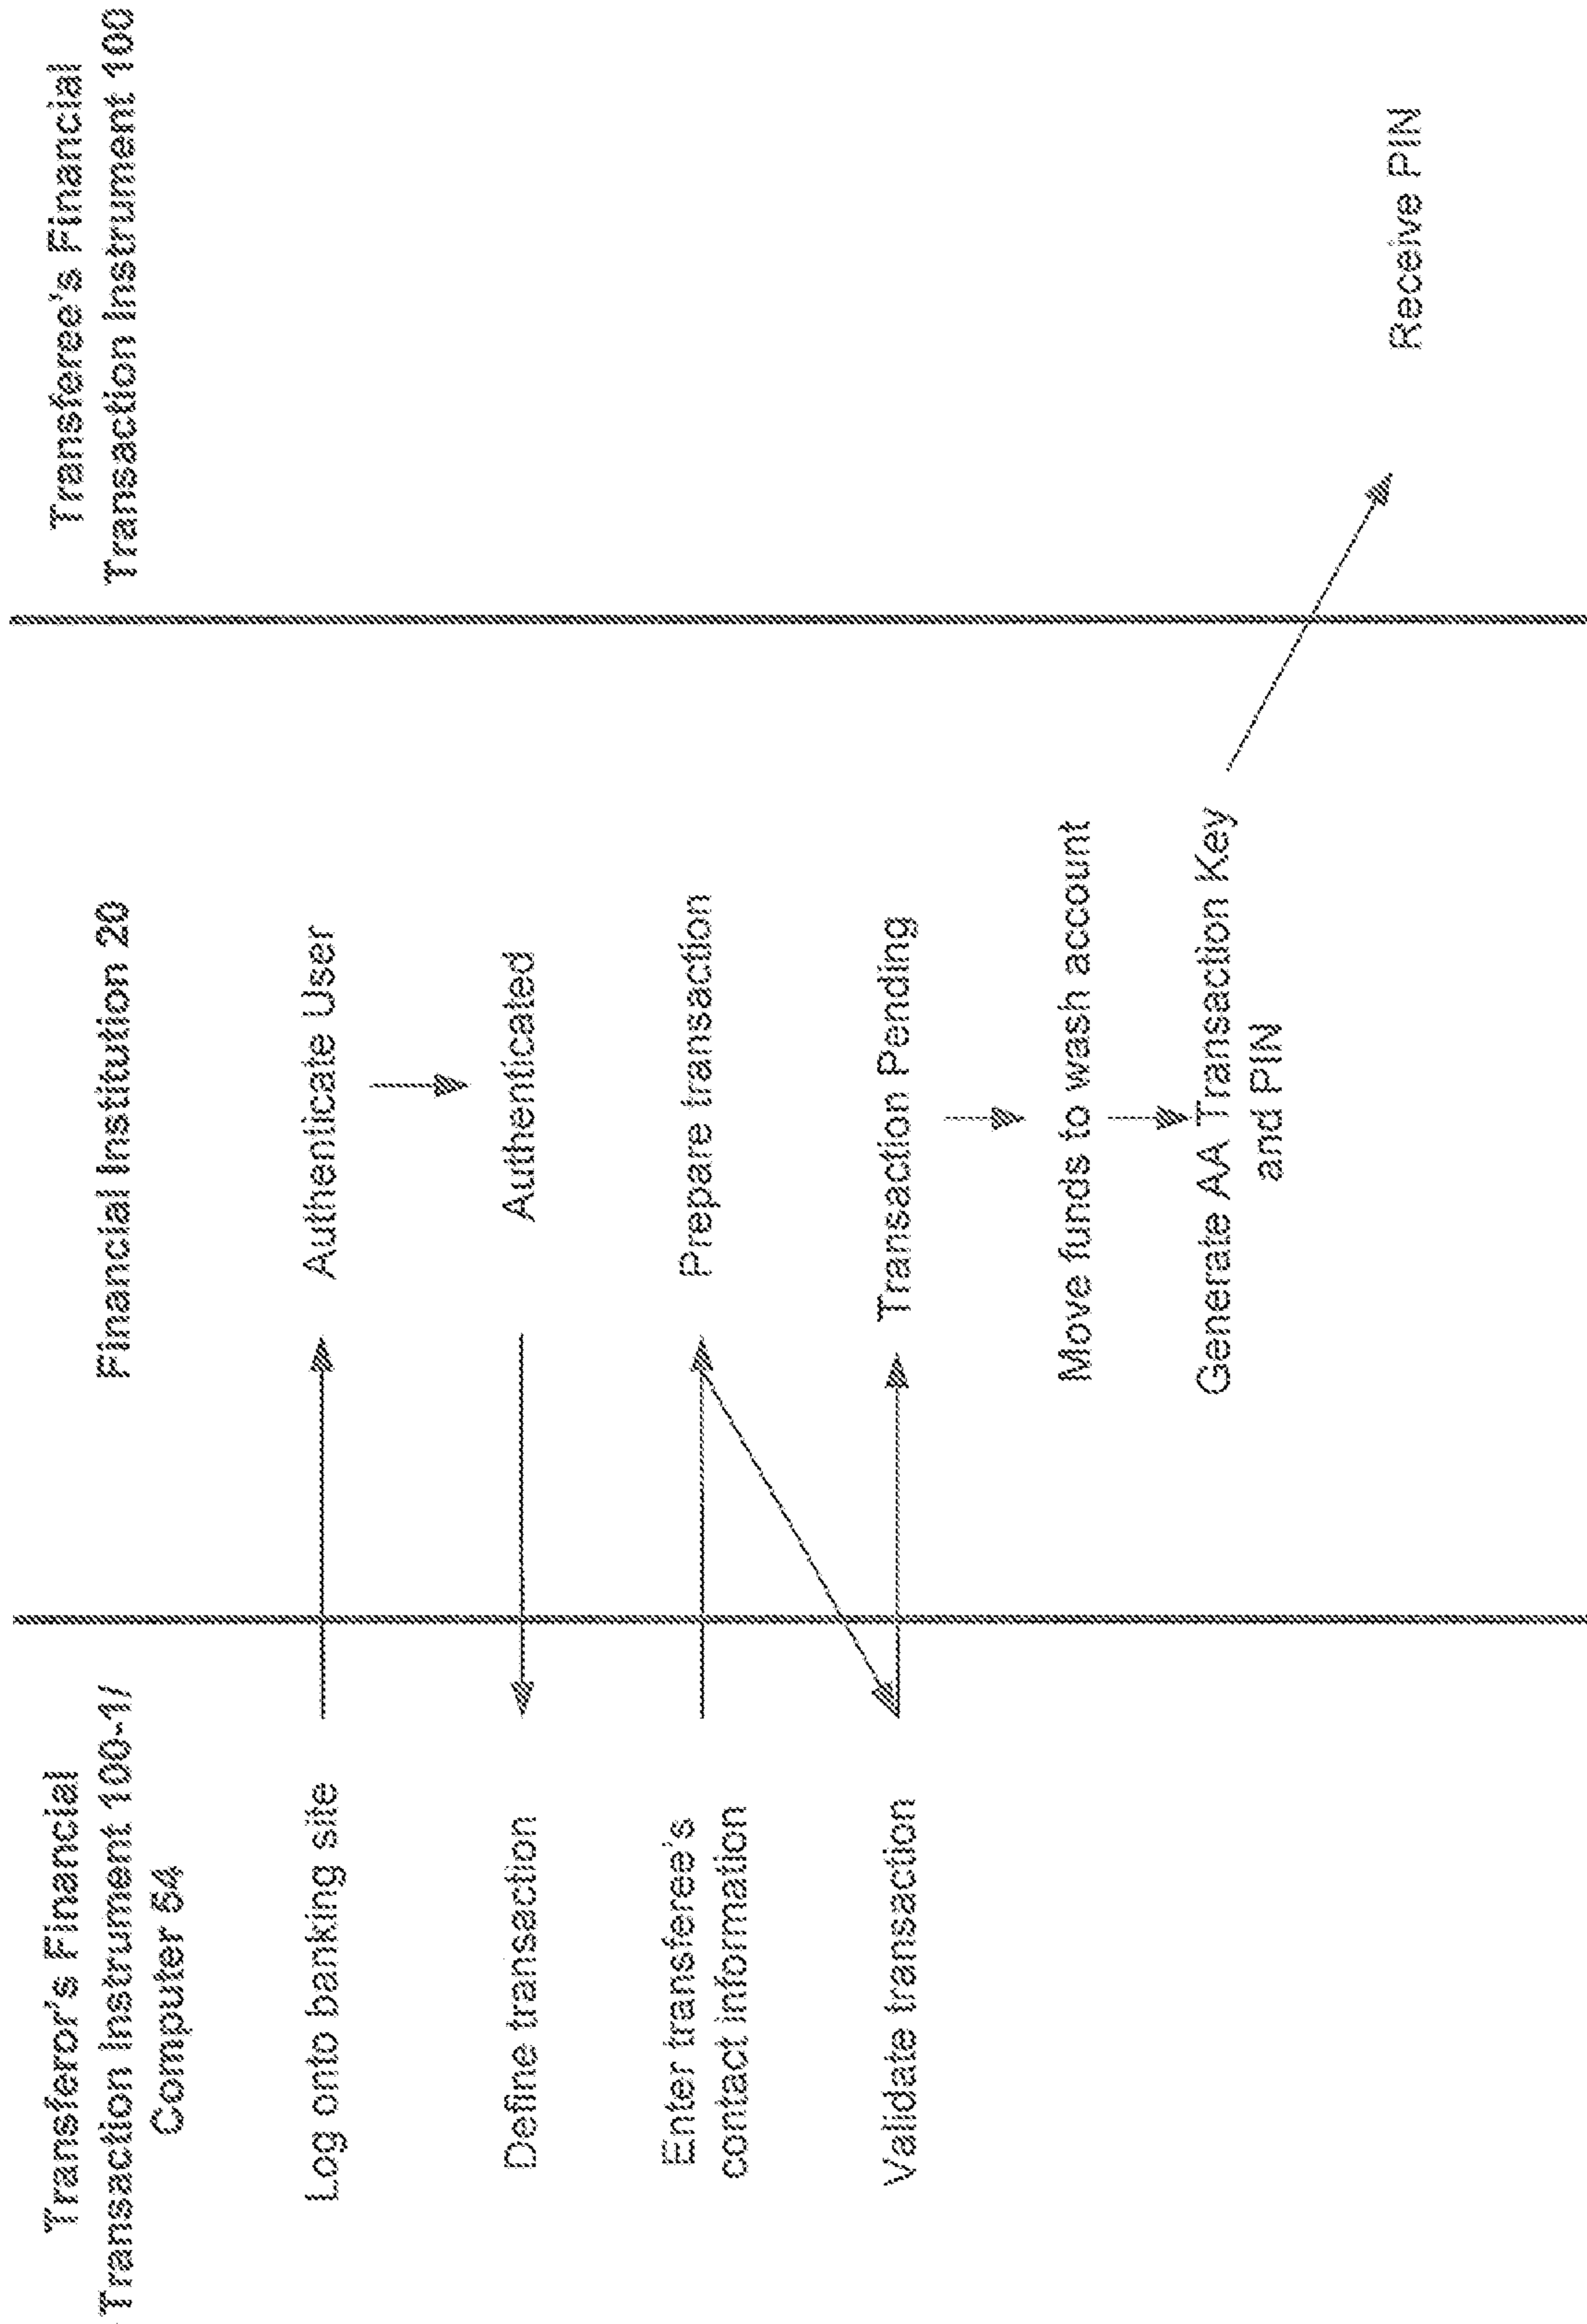 Transferor's Financial
Transaction Instrument 100-1/
Computer 54
Financial Institution 20
Transferee's Financial
Transaction Instrument 100
Log onto banking site
Authenticate User
Define transaction
Authenticated
Enter transferee's
contact information
Prepare transaction
Validate transaction
Transaction Pending
Move funds to wash account
Generate AA Transaction Key
and PIN
Receive PIN